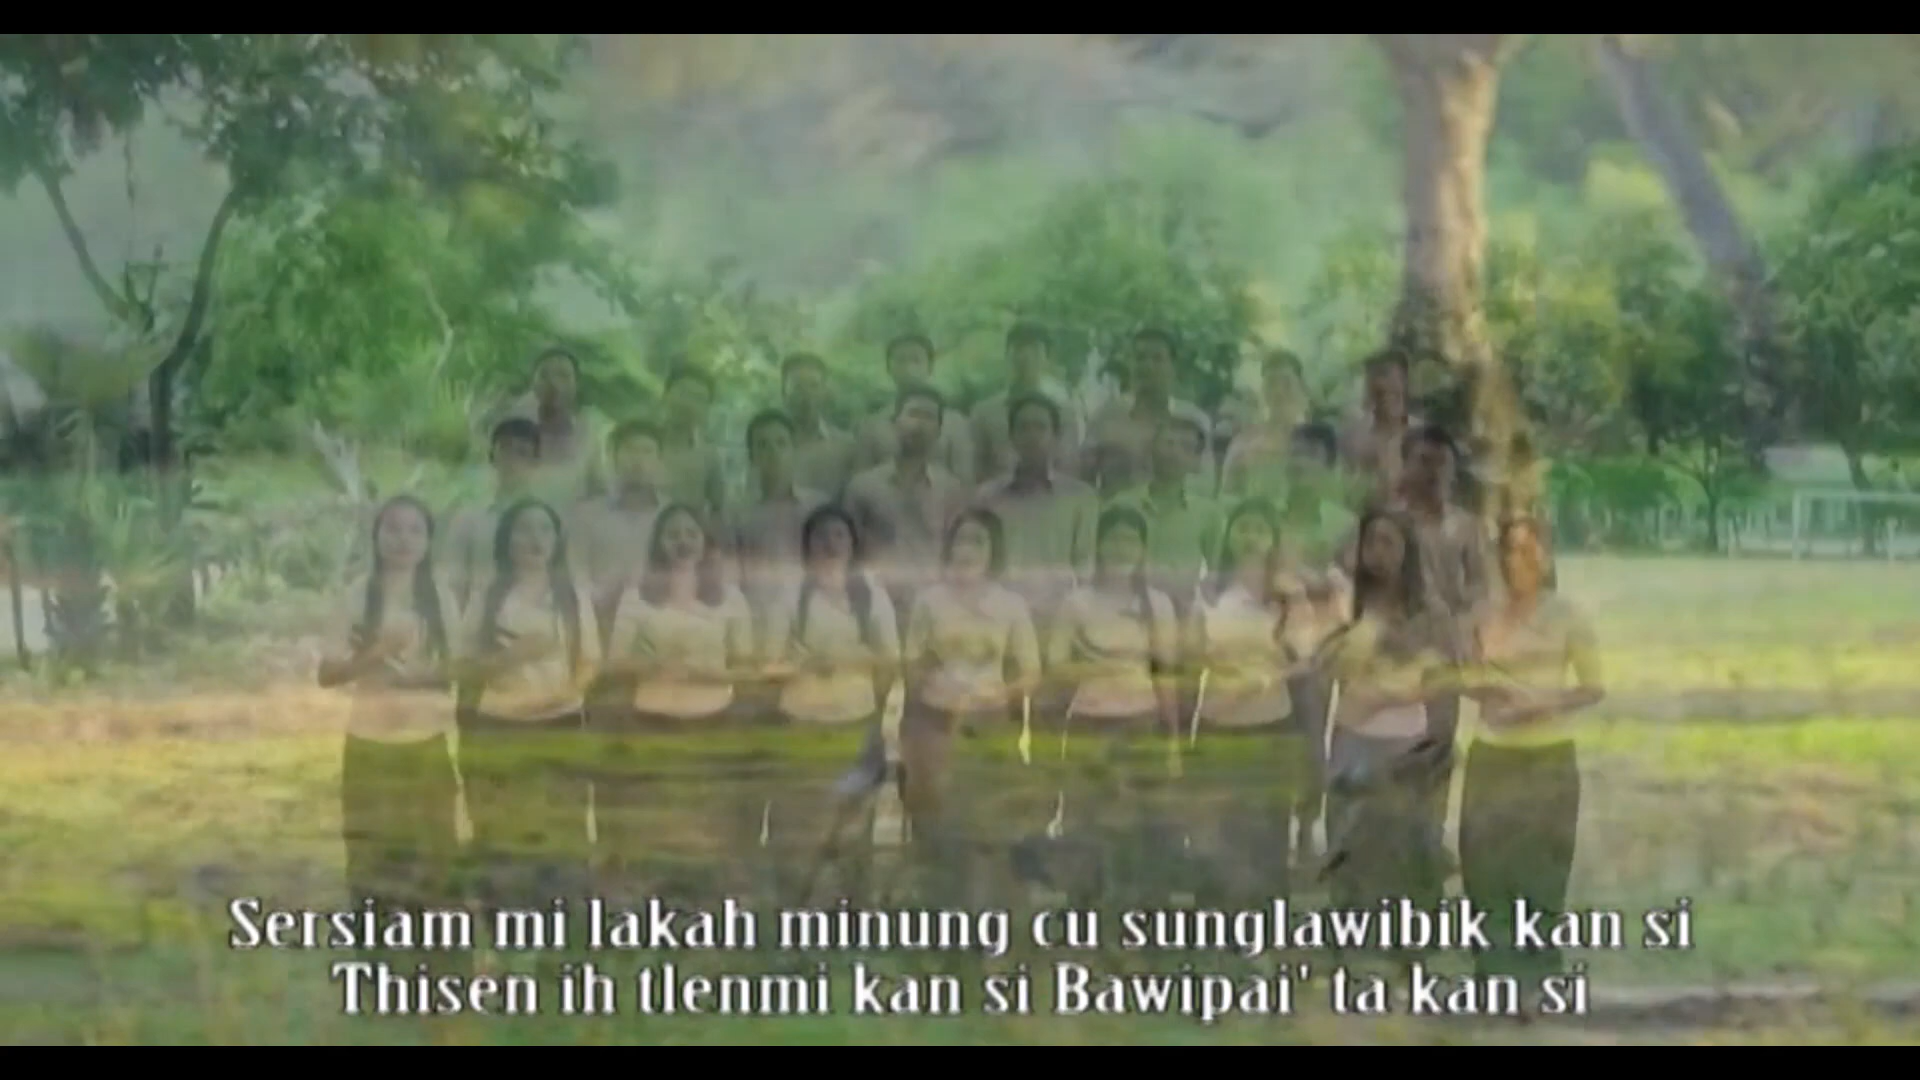 Sersiam mi lakah minung cu sunglawibik kan si
Thisen ih tlenmi kan si Bawipai' ta kan si